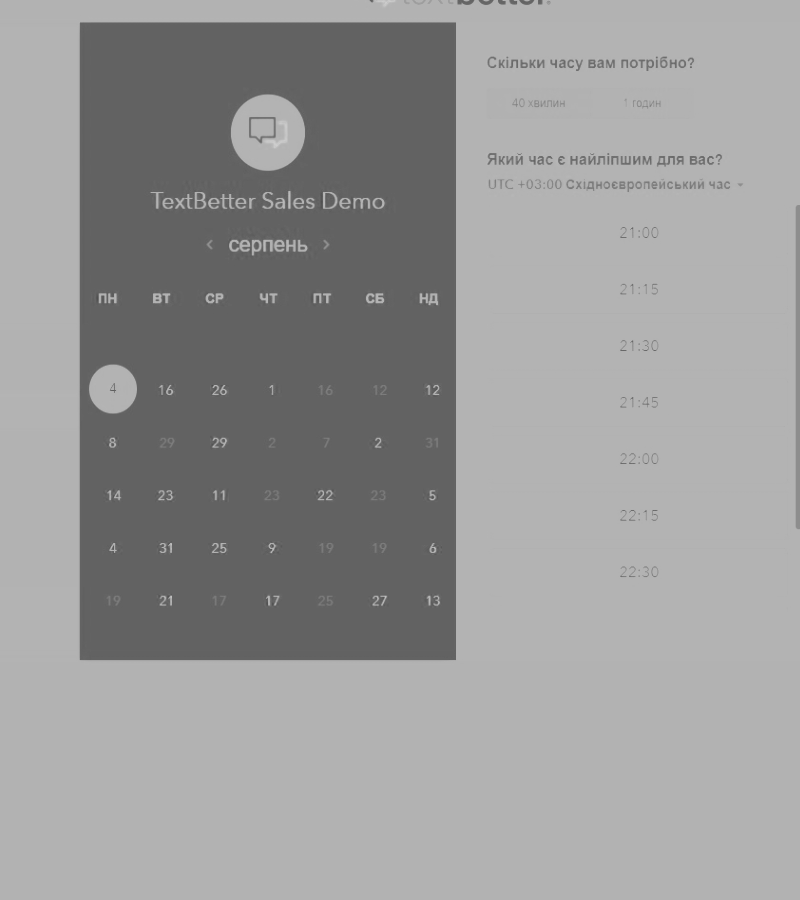 textbetter.
TextBetter Sales Demo
< серпень >
ПН ВТ СР ЧТ ПТ СБ НД
4 16 26 1 16 12 12
8 29 29 2 7 2 31
14 23 11 23 22 23 5
4 31 25 9 19 19 6
19 21 17 17 25 27 13
Скільки часу вам потрібно?
40 хвилин 1 годин
Який час є найліпшим для вас?
UTC +03:00 Східноєвропейський час
21:00
21:15
21:30
21:45
22:00
22:15
22:30